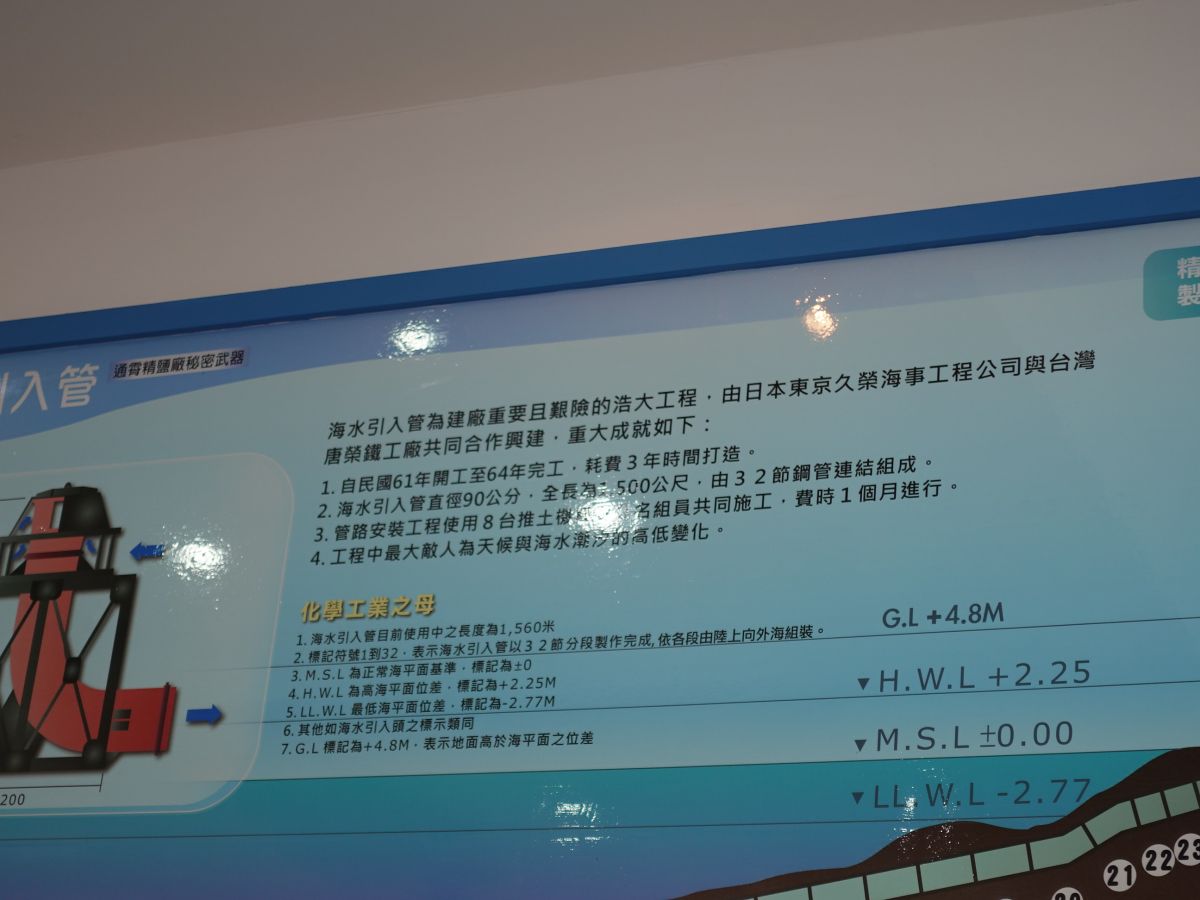 引入管
通霄精鹽廠秘密武器
精
製
海水引入管為建廠重要且艱險的浩大工程，由日本東京久榮海事工程公司與台灣
唐榮鐵工廠共同合作興建，重大成就如下：
1. 自民國61年開工至64年完工，耗費3年時間打造。
2. 海水引入管直徑90公分，全長為 500公尺，由32節鋼管連結組成。
3. 管路安裝工程使用8台推土機 名組員共同施工，費時1個月進行。
4. 工程中最大敵人為天候與海水潮汐的高低變化。
化學工業之母
1. 海水引入管目前使用中之長度為1,560米
2. 標記符號1到32，表示海水引入管以32節分段製作完成,依各段由陸上向外海組裝。
3. M.S.L 為正常海平面基準，標記為±0
4. H.W.L 為高海平面位差，標記為+2.25M
5. LL.W.L 最低海平面位差，標記為-2.77M
6. 其他如海水引入頭之標示類同
7. G.L 標記為+4.8M，表示地面高於海平面之位差
G.L +4.8M
▼H.W.L +2.25
▼M.S.L ±0.00
▼LL.W.L -2.77
200
21 22 23